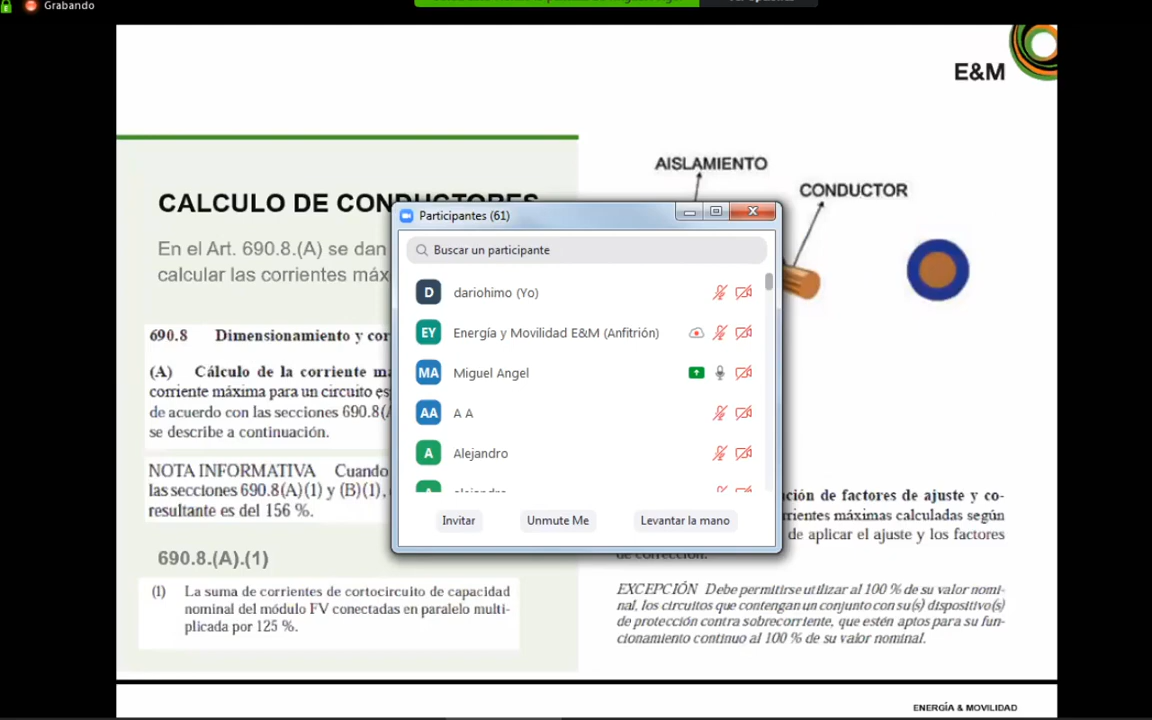 Grabando
E&M
AISLAMIENTO
CONDUCTOR
CALCULO DE CONDUCTORES
En el Art. 690.8.(A) se dan
calcular las corrientes
690.8 Dimensionamiento y
(A) Cálculo de la corriente
corriente máxima para un circuito
de acuerdo con las secciones
se describe a continuación.
NOTA INFORMATIVA Cuando
las secciones 690.8(A)(1) y (B)(1),
resultante es del 156 %.
690.8.(A).(1)
(1) La suma de corrientes de cortocircuito de capacidad
nominal del módulo FV conectadas en paralelo multi-
plicada por 125 %.
Participantes (61)
Buscar un participante
D dariohimo (Yo)
EY Energía y Movilidad E&M (Anfitrión)
MA Miguel Angel
AA A A
A Alejandro
Invitar Unmute Me Levantar la mano
de factores de ajuste y co-
máximas calculadas según
de aplicar el ajuste y los factores
de corrección.
EXCEPCIÓN Debe permitirse utilizar al 100 % de su valor nomi-
nal, los circuitos que contengan un conjunto con su(s) dispositivo(s)
de protección contra sobrecorriente, que estén aptos para su fun-
cionamiento continuo al 100 % de su valor nominal.
ENERGÍA & MOVILIDAD